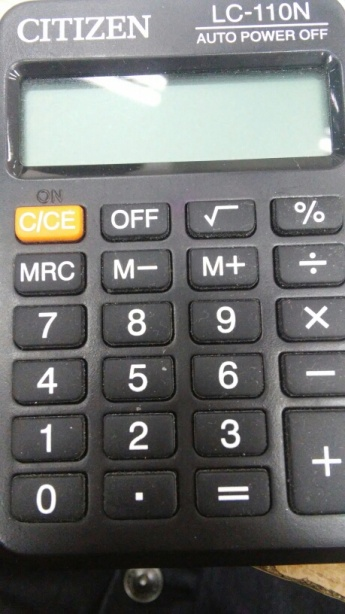 CITIZEN
LC-110N
AUTO POWER OFF
ON
C/CE OFF √ %
MRC M− M+ ÷
7 8 9 ×
4 5 6 −
1 2 3 +
0 . =